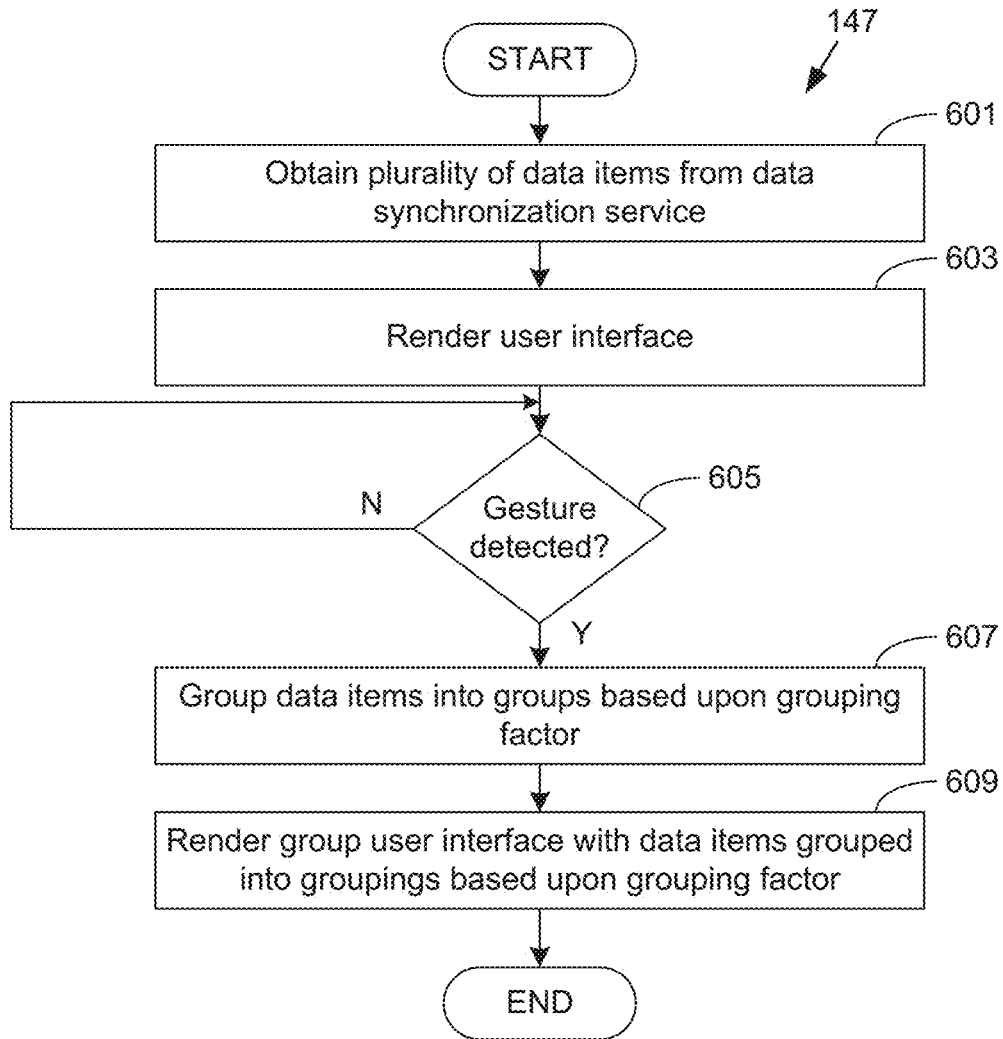 147
START
601
Obtain plurality of data items from data
synchronization service
603
Render user interface
605
N
Gesture
detected?
Y
607
Group data items into groups based upon grouping
factor
609
Render group user interface with data items grouped
into groupings based upon grouping factor
END